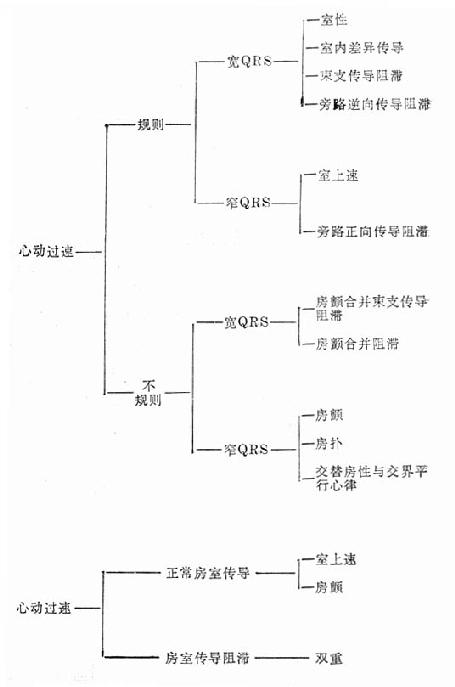 室性
宽QRS
室内差异传导
束支传导阻滞
旁路逆向传导阻滞
规则
室上速
窄QRS
旁路正向传导阻滞
心动过速
房颤合并束支传导
阻滞
宽QRS
房颤合并阻滞
不
规则
房颤
房扑
窄QRS
交替房性与交界平
行心律
室上速
正常房室传导
房颤
心动过速
房室传导阻滞
双重